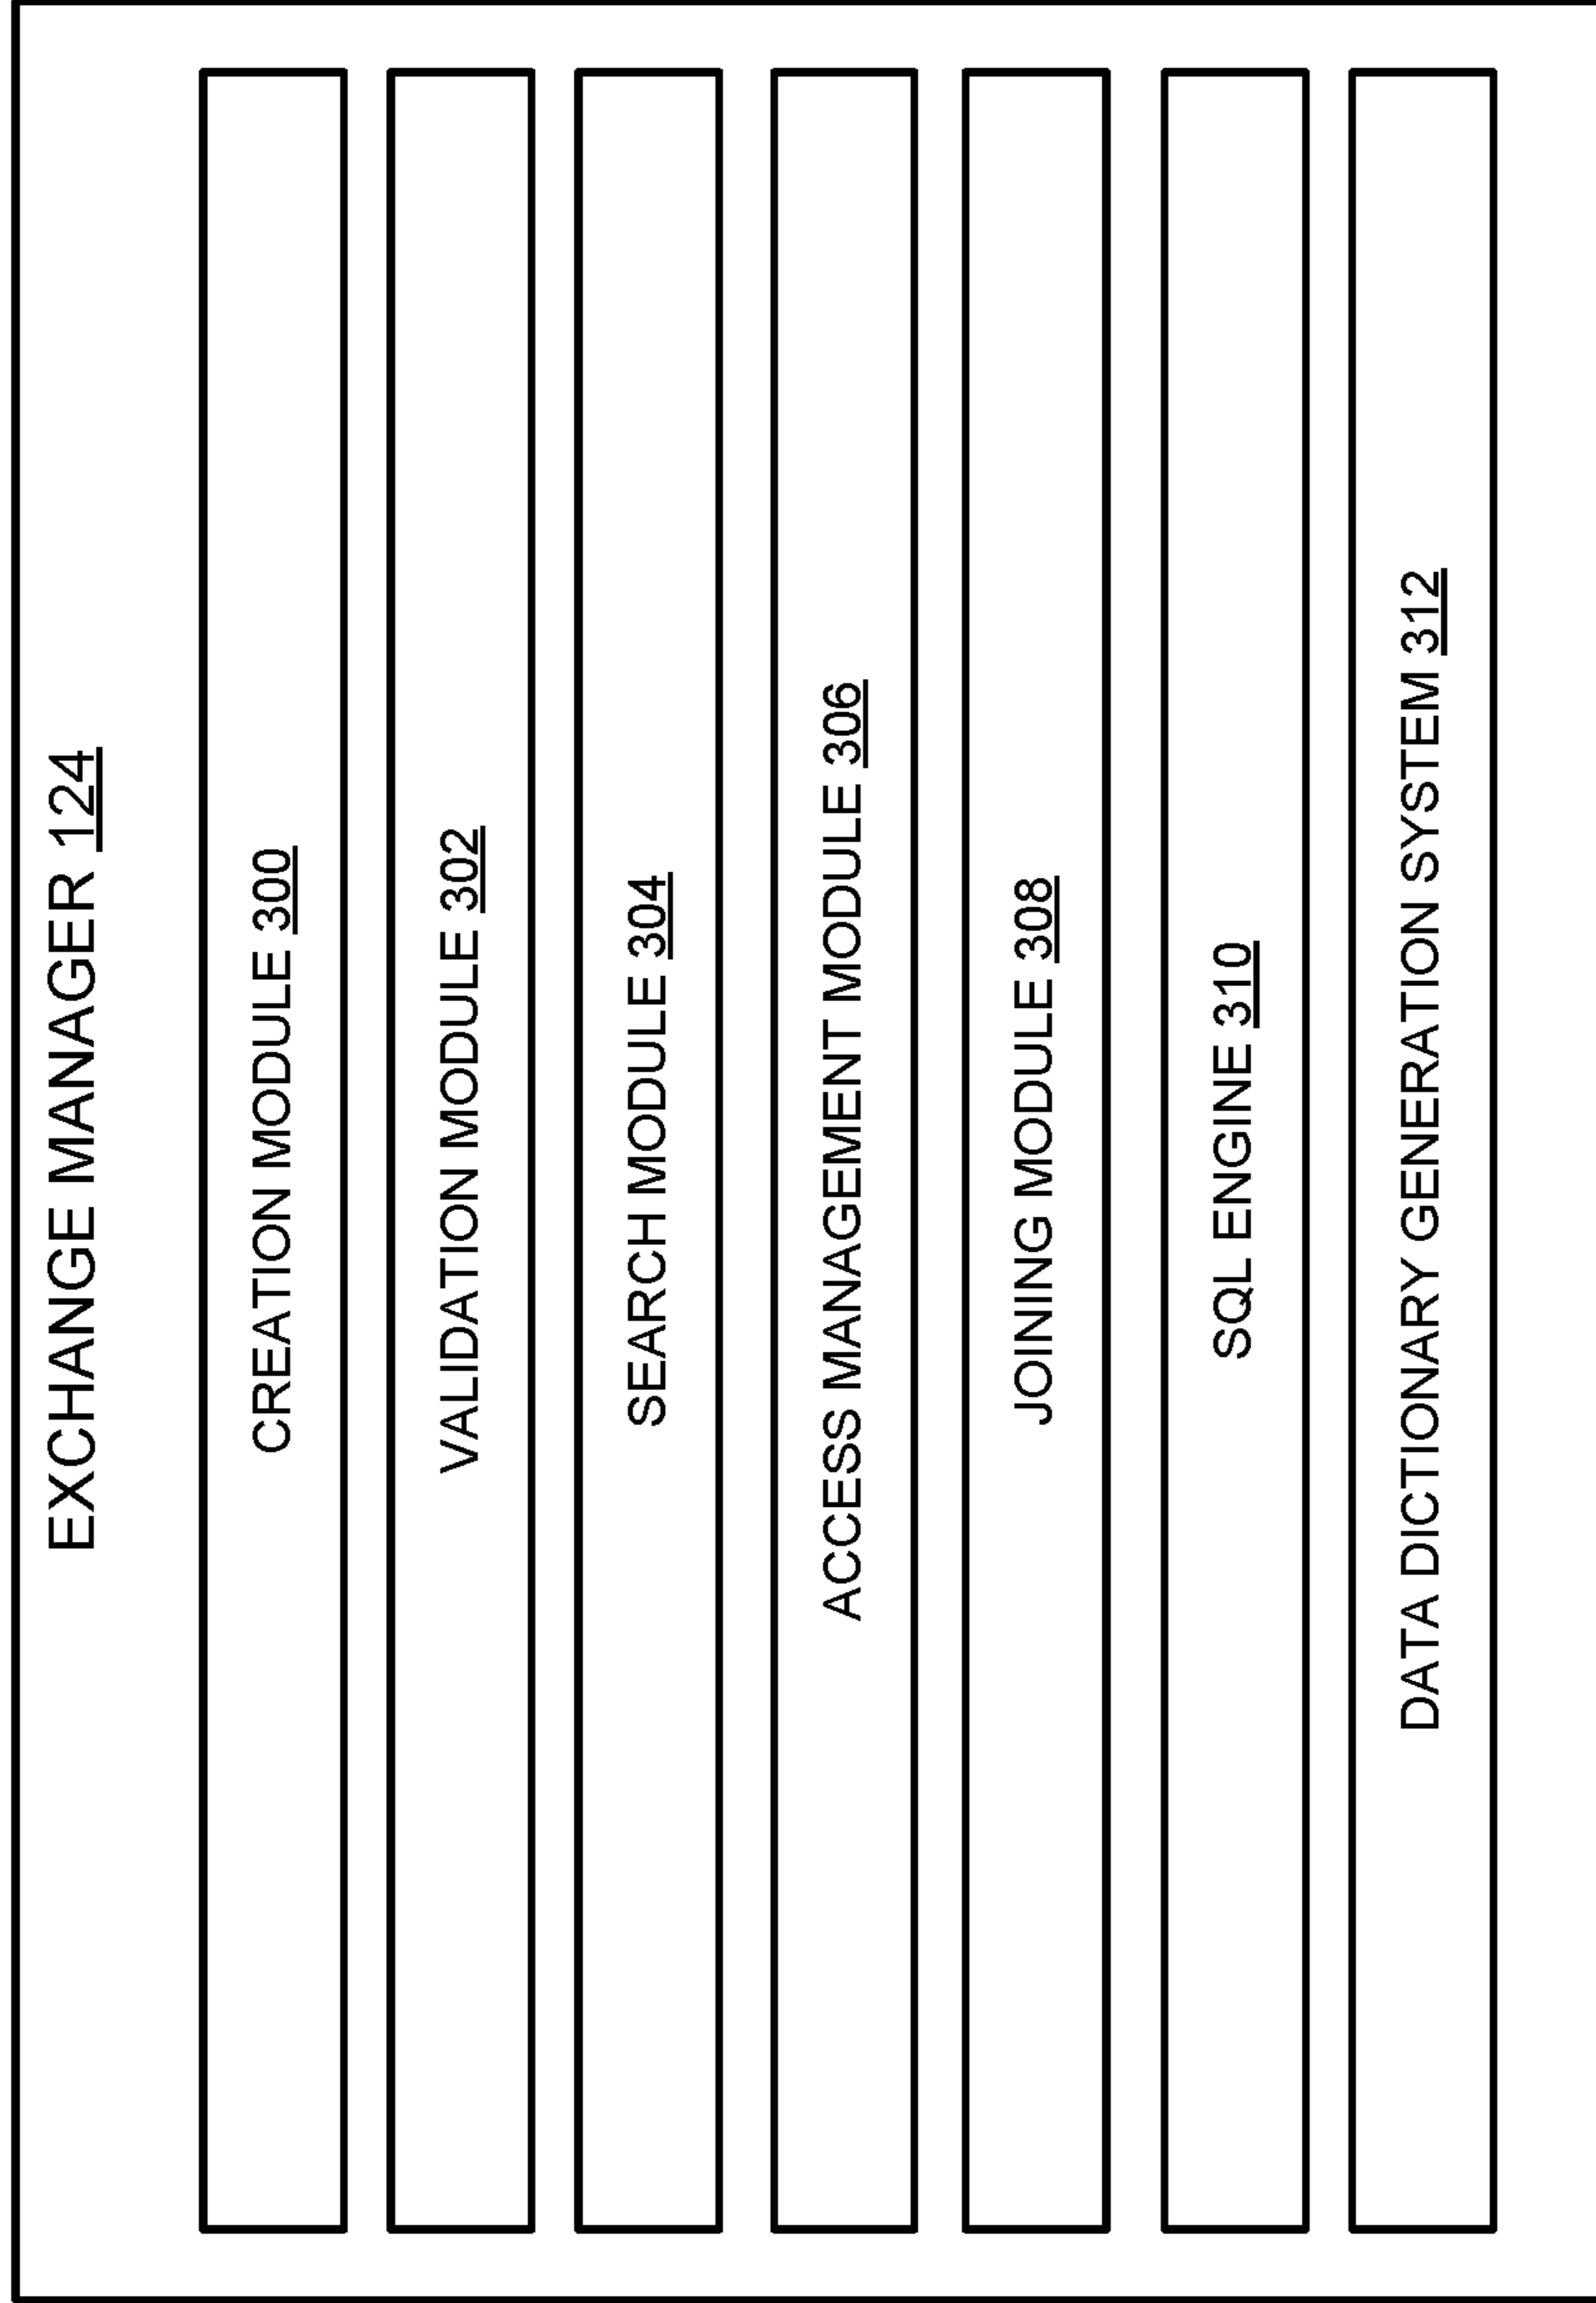 EXCHANGE MANAGER 124
CREATION MODULE 300
VALIDATION MODULE 302
SEARCH MODULE 304
ACCESS MANAGEMENT MODULE 306
JOINING MODULE 308
SQL ENGINE 310
DATA DICTIONARY GENERATION SYSTEM 312